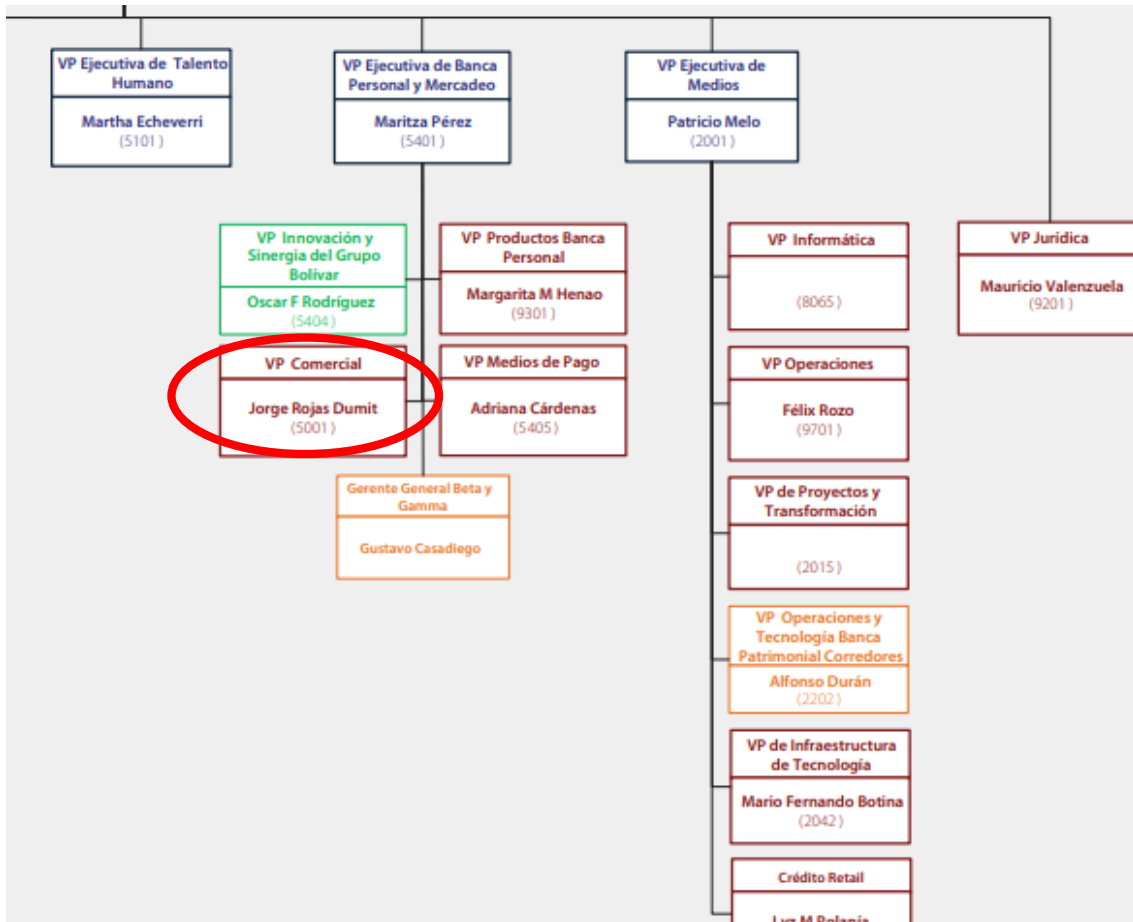 VP Ejecutiva de Talento
Humano
Martha Echeverri
(5101)
VP Ejecutiva de Banca
Personal y Mercadeo
Maritza Pérez
(5401)
VP Ejecutiva de
Medios
Patricio Melo
(2001)
VP Innovación y
Sinergia del Grupo
Bolívar
Oscar F Rodríguez
(5404)
VP Productos Banca
Personal
Margarita M Henao
(9301)
VP Informática
(8065)
VP Jurídica
Mauricio Valenzuela
(9201)
VP Comercial
Jorge Rojas Dumit
(5001)
VP Medios de Pago
Adriana Cárdenas
(5405)
VP Operaciones
Félix Rozo
(9701)
Gerente General Beta y
Gamma
Gustavo Casadiego
VP de Proyectos y
Transformación
(2015)
VP Operaciones y
Tecnología Banca
Patrimonial Corredores
Alfonso Durán
(2202)
VP de Infraestructura
de Tecnología
Mario Fernando Botina
(2042)
Crédito Retail
Luz M Polanía